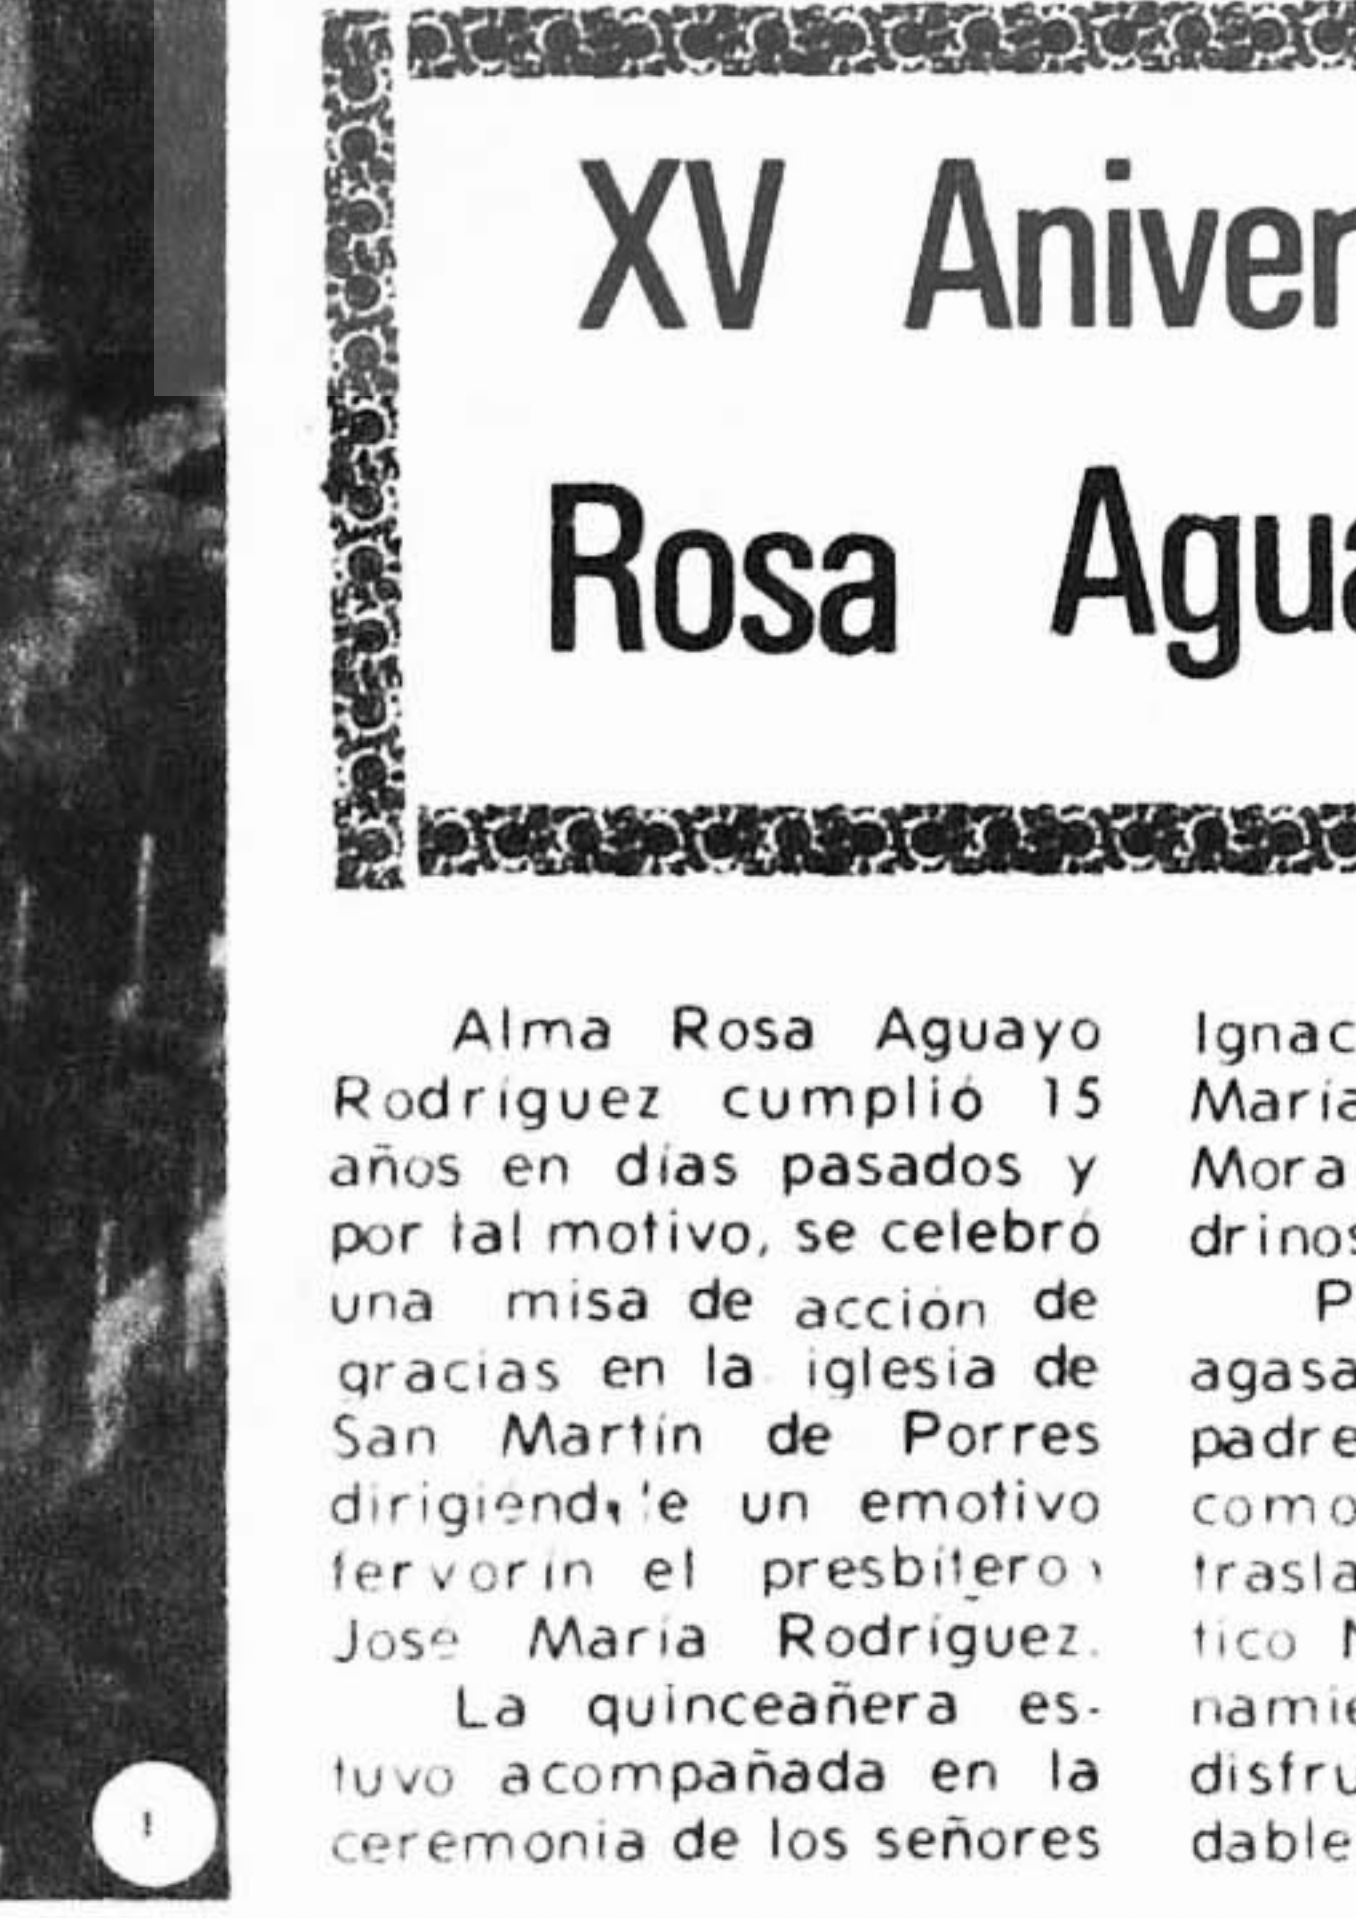 XV Aniver
Rosa Agua
Alma Rosa Aguayo
Rodríguez cumplió 15
años en días pasados y
por tal motivo, se celebró
una misa de acción de
gracias en la iglesia de
San Martín de Porres
un emotivo
fervorín el presbítero
José María Rodríguez.
La quinceañera es-
tuvo acompañada en la
ceremonia de los señores
Ignac
María
Mora
drinos
P
agasa
padre
como
trasla
tico
namie
disfru
dable